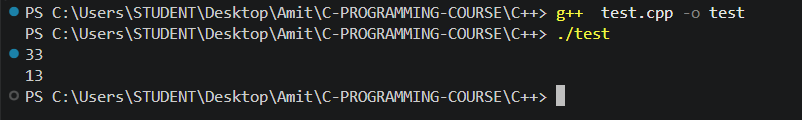 PS C:\Users\STUDENT\Desktop\Amit\C-PROGRAMMING-COURSE\C++> g++  test.cpp -o test
PS C:\Users\STUDENT\Desktop\Amit\C-PROGRAMMING-COURSE\C++> ./test
33
13
PS C:\Users\STUDENT\Desktop\Amit\C-PROGRAMMING-COURSE\C++>